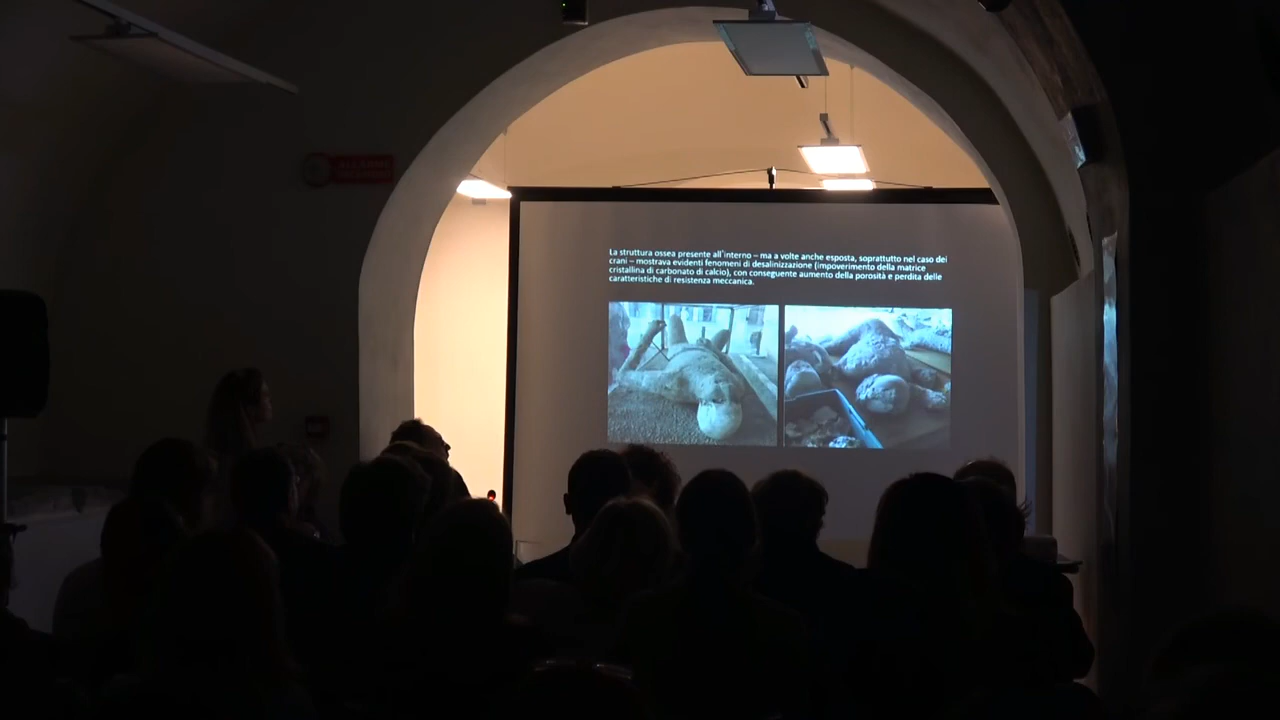 La struttura ossea presente all'interno – ma a volte anche esposta, soprattutto nel caso dei
crani – mostrava evidenti fenomeni di desalinizzazione (impoverimento della matrice
cristallina di carbonato di calcio), con conseguente aumento della porosità e perdita delle
caratteristiche di resistenza meccanica.
ALLARME